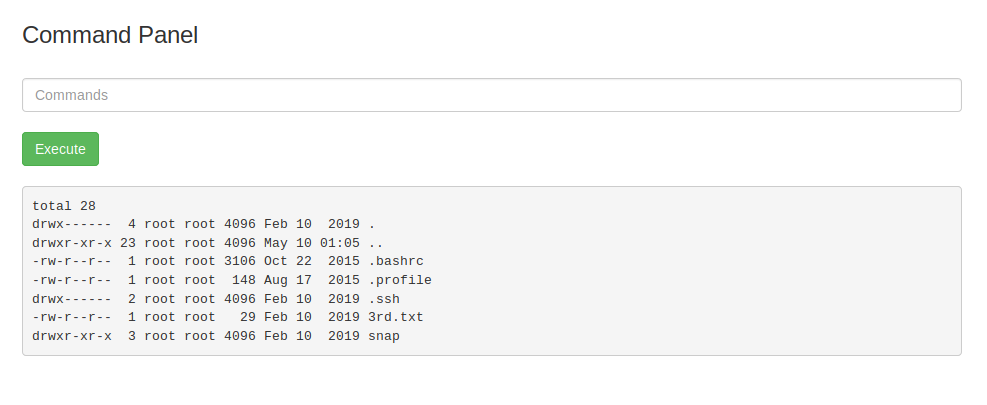 Command Panel
Commands
Execute
total 28
drwx------  4 root root 4096 Feb 10  2019 .
drwxr-xr-x 23 root root 4096 May 10 01:05 ..
-rw-r--r--  1 root root 3106 Oct 22  2015 .bashrc
-rw-r--r--  1 root root  148 Aug 17  2015 .profile
drwx------  2 root root 4096 Feb 10  2019 .ssh
-rw-r--r--  1 root root   29 Feb 10  2019 3rd.txt
drwxr-xr-x  3 root root 4096 Feb 10  2019 snap